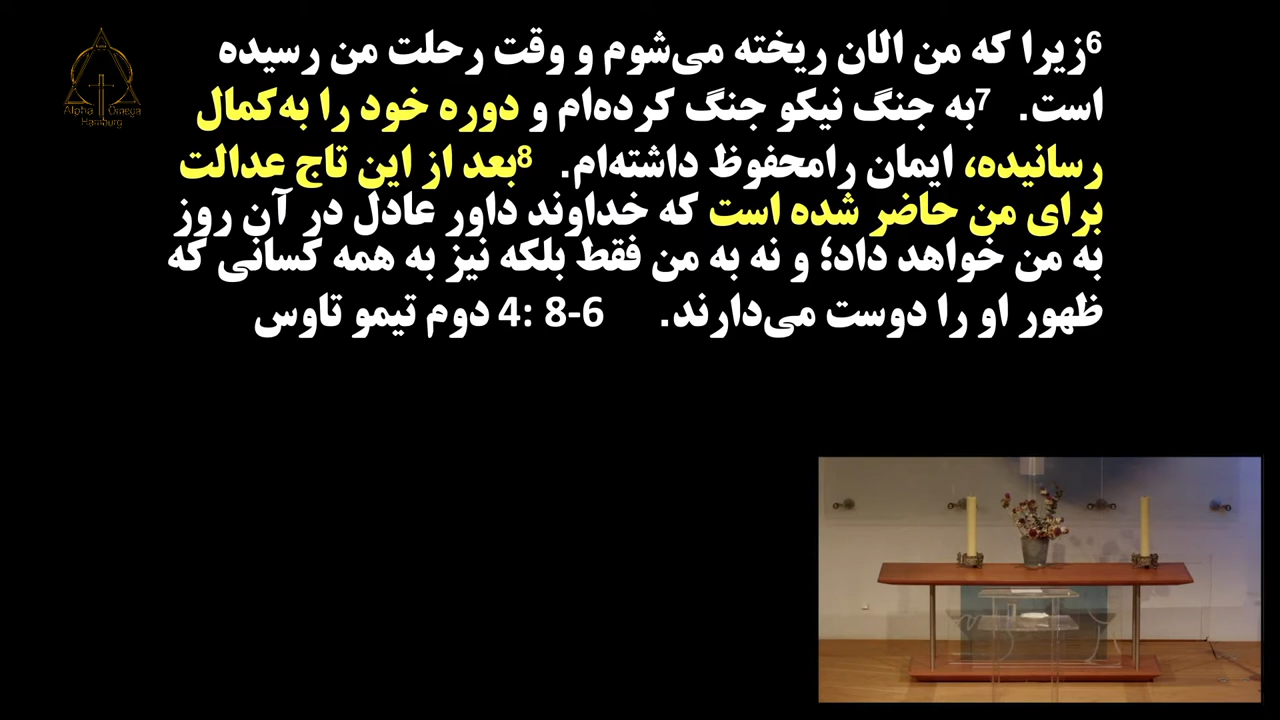 Alpha Omega
Hamburg
6زیرا که من الان ریخته می‌شوم و وقت رحلت من رسیده
است. 7به جنگ نیکو جنگ کرده‌ام و دوره خود را به‌کمال
رسانیده، ایمان رامحفوظ داشته‌ام. 8بعد از این تاج عدالت
برای من حاضر شده است که خداوند داور عادل در آن روز
به من خواهد داد؛ و نه به من فقط بلکه نیز به همه کسانی که
ظهور او را دوست می‌دارند. 6-8 :4 دوم تیمو تاوس